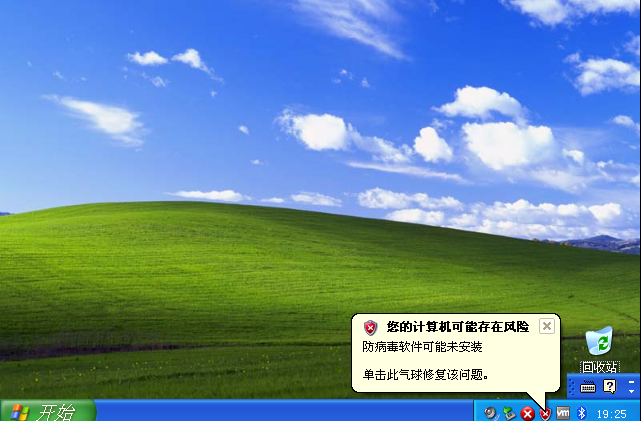 您的计算机可能存在风险
防病毒软件可能未安装
单击此气球修复该问题。
回收站
开始
vm
19:25